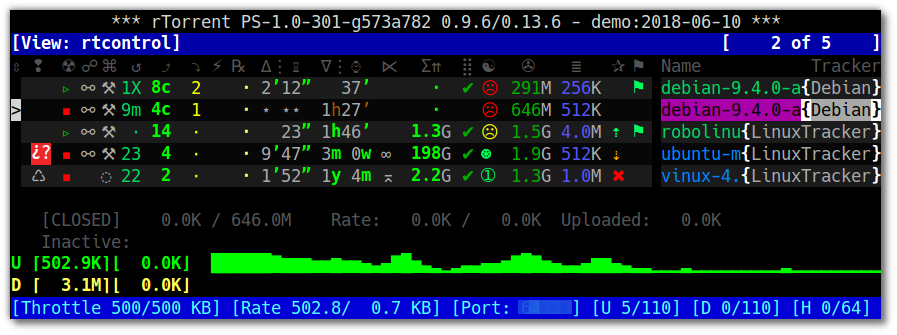 *** rTorrent PS-1.0-301-g573a782 0.9.6/0.13.6 - demo:2018-06-10 ***
[View: rtcontrol] [ 2 of 5 ]
⇳ ❢ ☢ ☍ ⌘ ↺ ⤴ ⤵ ⚡ ℞ ∆⋮ ⌛ ∇⋮ ⌚ ⋉ Σ⇈ ⣿ ☯ ✇ ≣ ✰ ⚑ Name Tracker
▹ ⚯ ⚒ 1X 8c 2 2’12” 37’ · ✔ ☹ 291M 256K ⚑ debian-9.4.0-a{Debian}
> ▪ ⚯ ⚒ 9m 4c 1 ⋆ ⋆⋆ 1h27’ · ☹ 646M 512K debian-9.4.0-a{Debian}
▹ ⚯ ⚒ · 14 · · 23” 1h46’ 1.3G ✔ ☹ 1.5G 4.0M ⇡ ⚑ robolinu{LinuxTracker}
¿? ▪ ⚯ ⚒ 23 4 · · 9’47” 3m 0w ∞ 198G ✔ ⊛ 1.9G 512K ⇣ ubuntu-m{LinuxTracker}
♺ ▪ ◌ 22 2 · · 1’52” 1y 4m ⌅ 2.2G ✔ ➀ 1.3G 1.0M ✖ vinux-4.{LinuxTracker}
[CLOSED] 0.0K / 646.0M Rate: 0.0K / 0.0K Uploaded: 0.0K
Inactive:
U [502.9K][ 0.0K]
D [ 3.1M][ 0.0K]
[Throttle 500/500 KB] [Rate 502.8/ 0.7 KB] [Port: ] [U 5/110] [D 0/110] [H 0/64]